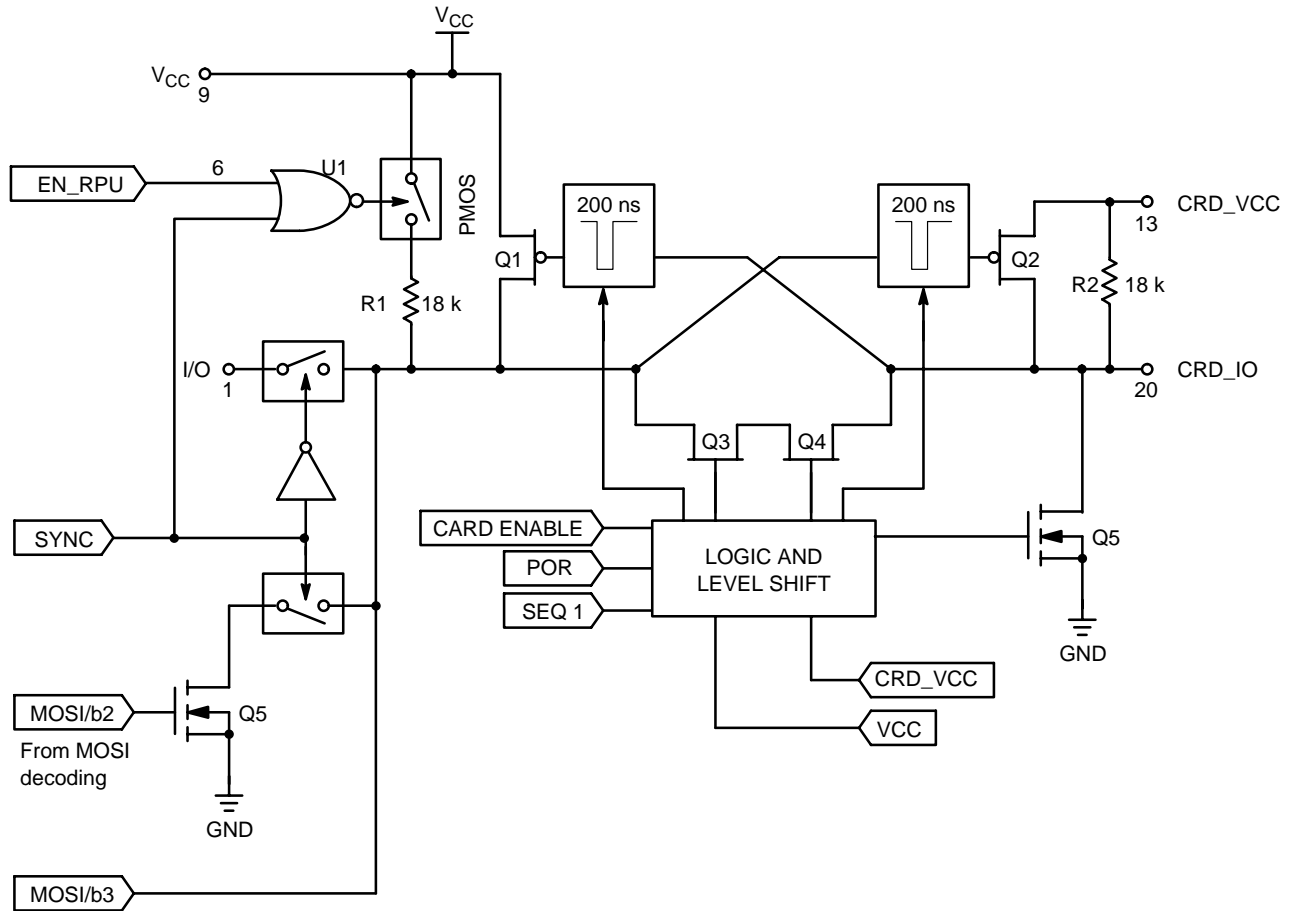 VCC
VCC
9
EN_RPU
6
U1
PMOS
R1
18 k
Q1
200 ns
200 ns
Q2
R2
18 k
CRD_VCC
13
I/O
1
CRD_IO
20
Q3
Q4
SYNC
CARD ENABLE
POR
SEQ 1
LOGIC AND
LEVEL SHIFT
Q5
GND
CRD_VCC
VCC
MOSI/b2
From MOSI
decoding
Q5
GND
MOSI/b3